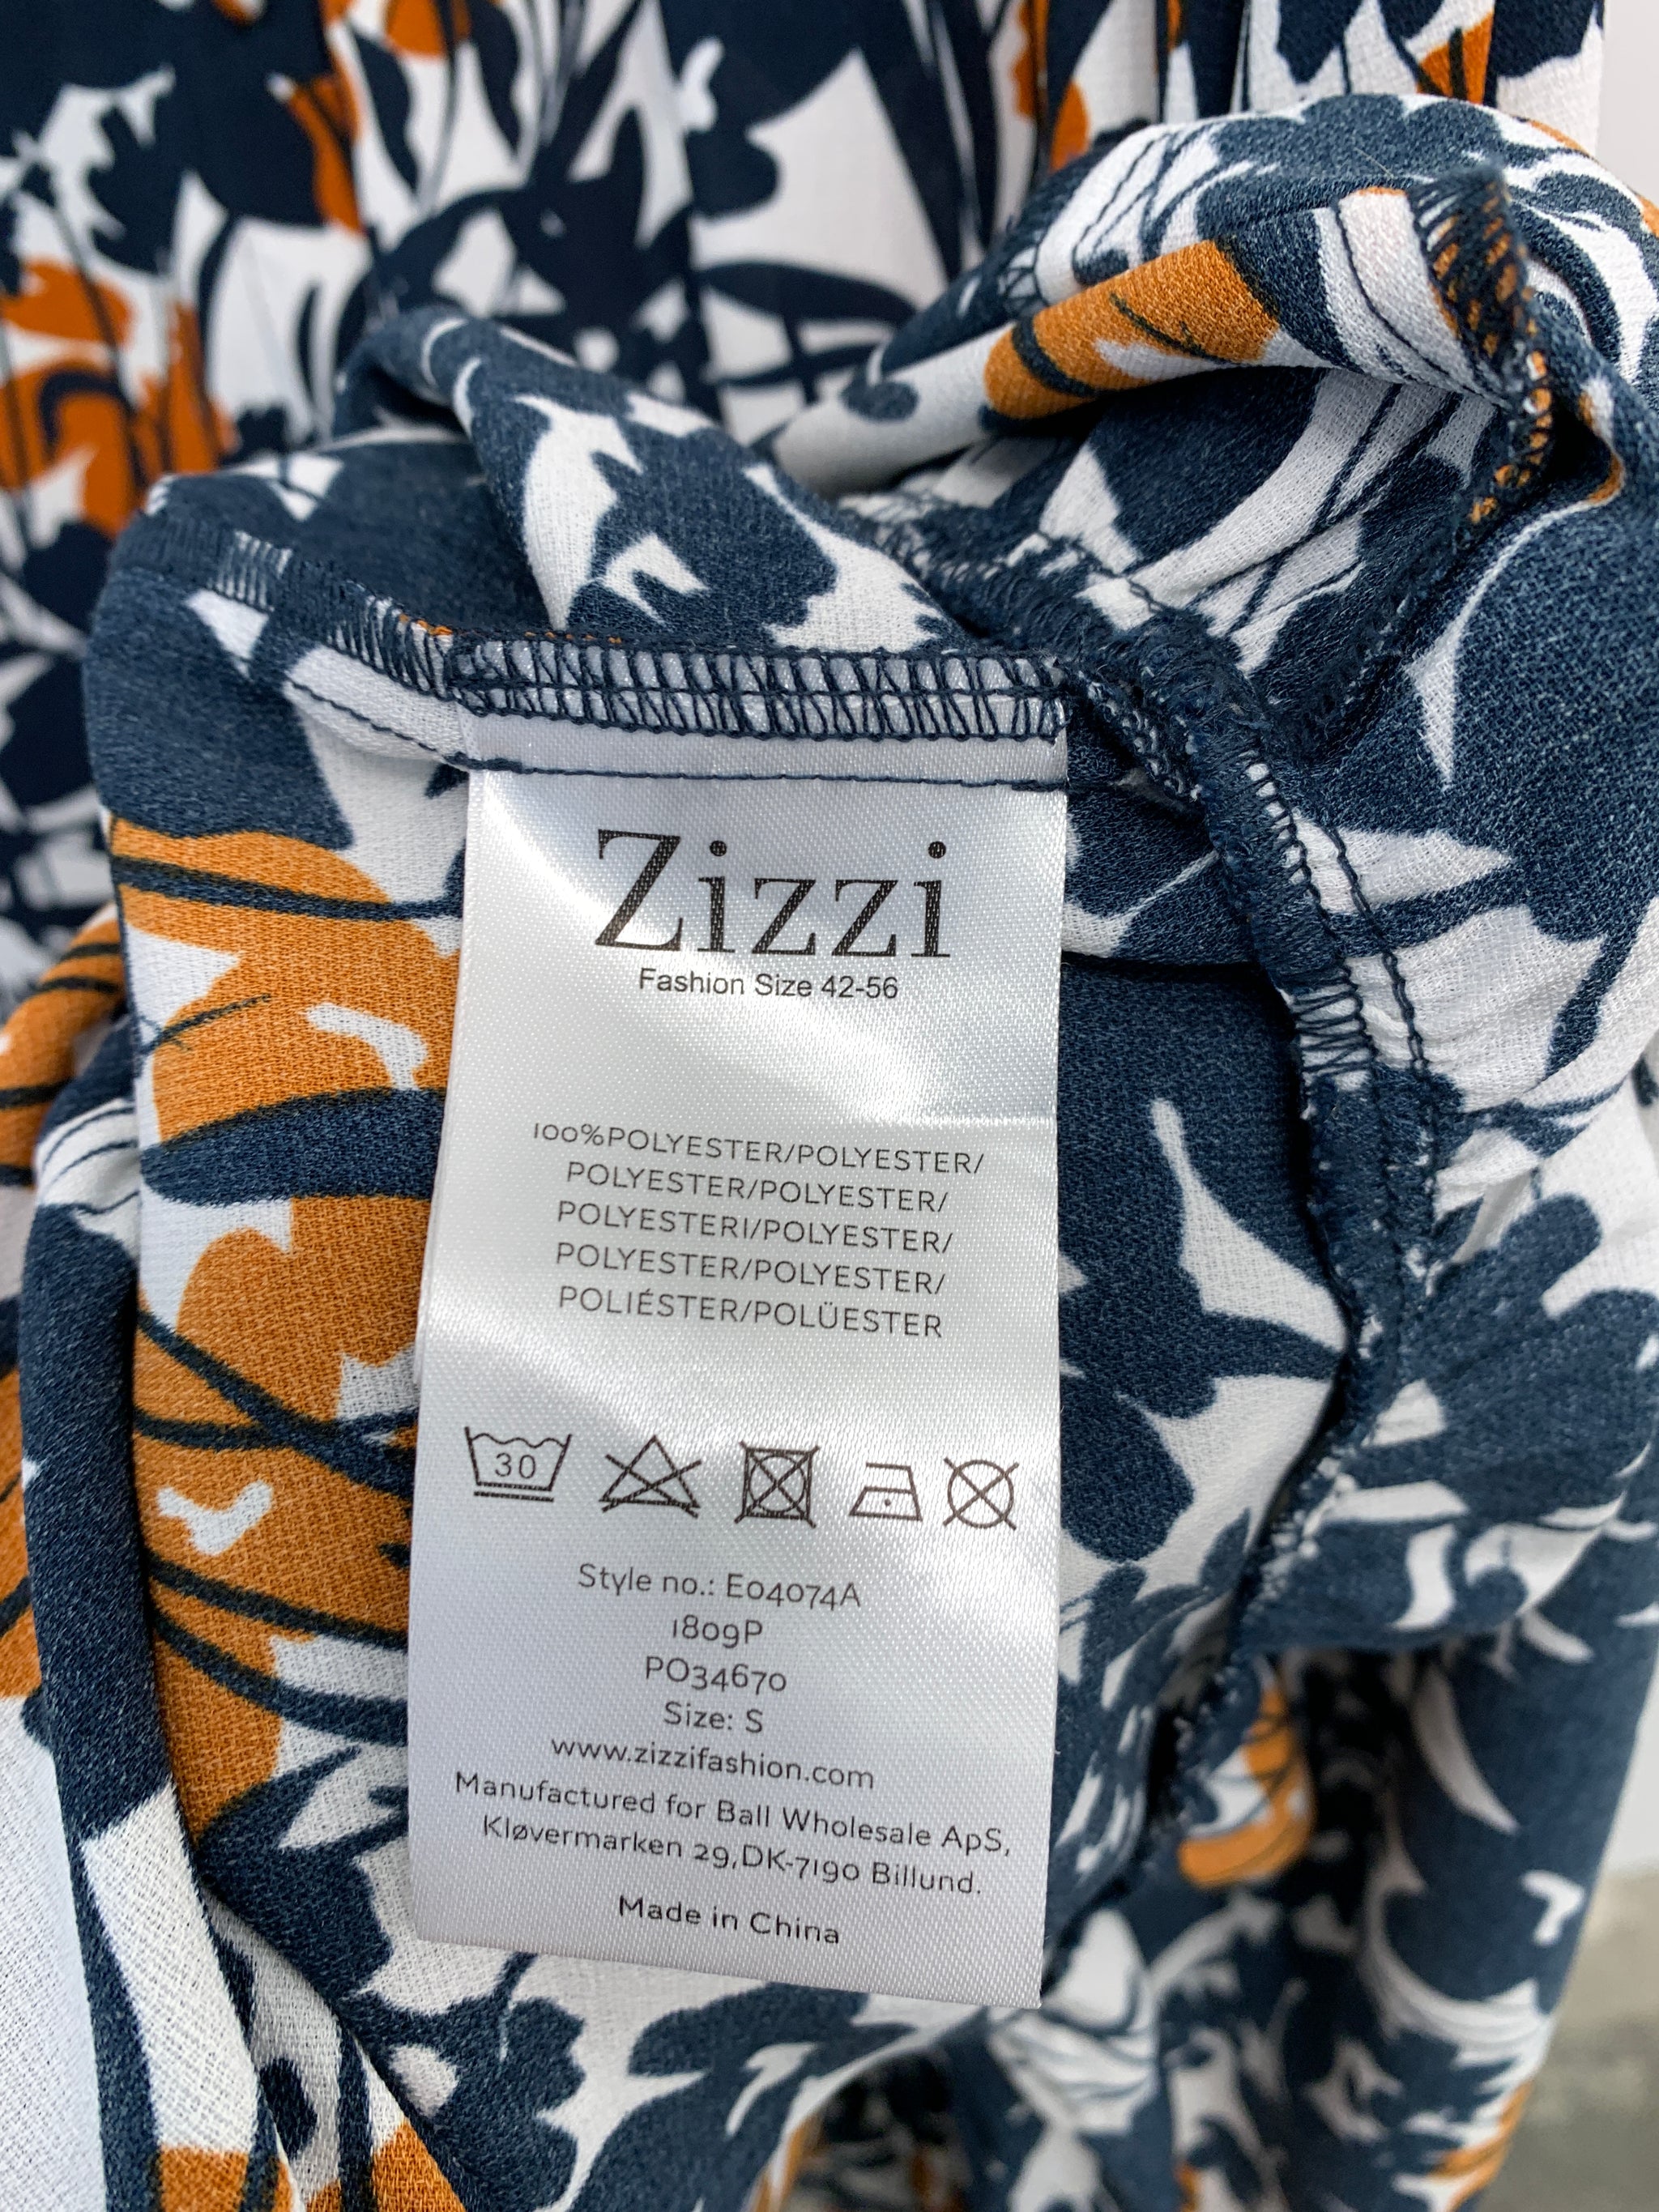 Zizzi
Fashion Size 42-56
100%POLYESTER/POLYESTER/
POLYESTER/POLYESTER/
POLYESTERI/POLYESTER/
POLYESTER/POLYESTER/
POLIÉSTER/POLÜESTER
30
Style no.: E04074A
1809P
PO34670
Size: S
www.zizzifashion.com
Manufactured for Ball Wholesale ApS,
Kløvermarken 29,DK-7190 Billund.
Made in China